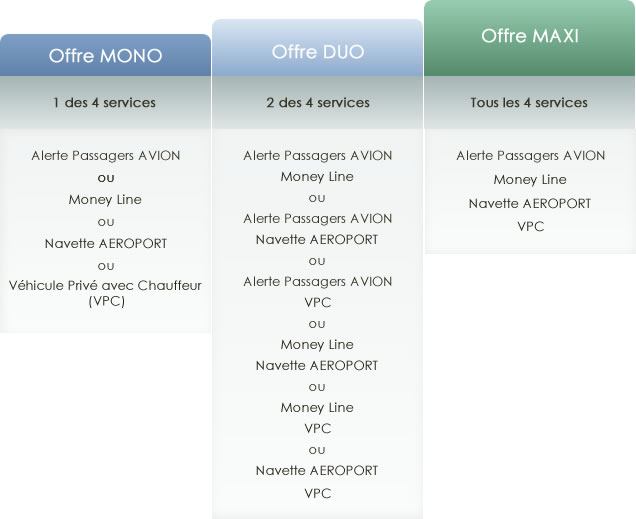 Offre MONO
1 des 4 services
Alerte Passagers AVION
ou
Money Line
ou
Navette AEROPORT
ou
Véhicule Privé avec Chauffeur
(VPC)
Offre DUO
2 des 4 services
Alerte Passagers AVION
Money Line
ou
Alerte Passagers AVION
Navette AEROPORT
ou
Alerte Passagers AVION
VPC
ou
Money Line
Navette AEROPORT
ou
Money Line
VPC
ou
Navette AEROPORT
VPC
Offre MAXI
Tous les 4 services
Alerte Passagers AVION
Money Line
Navette AEROPORT
VPC